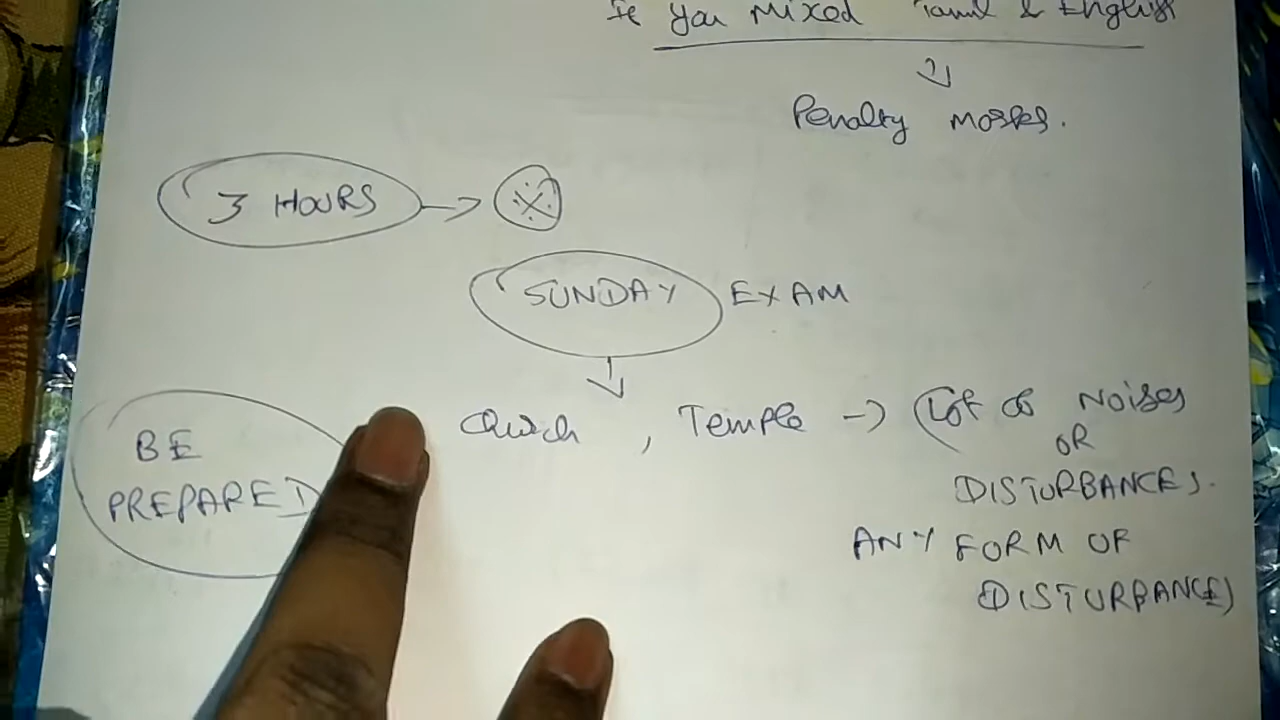 If You Mixed Tamil & English
Penalty Marks.
3 HOURS →
SUNDAY EXAM
Church , Temple → Lot of Noises
OR
BE
PREPARED
DISTURBANCES.
ANY FORM OF
DISTURBANCE)